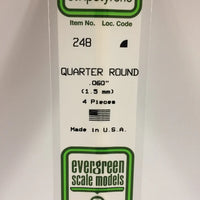 Item No. Loc. Code
248
QUARTER ROUND
.060"
(1.5 mm)
4 Pieces
Made in U.S.A.
evergreen
scale models